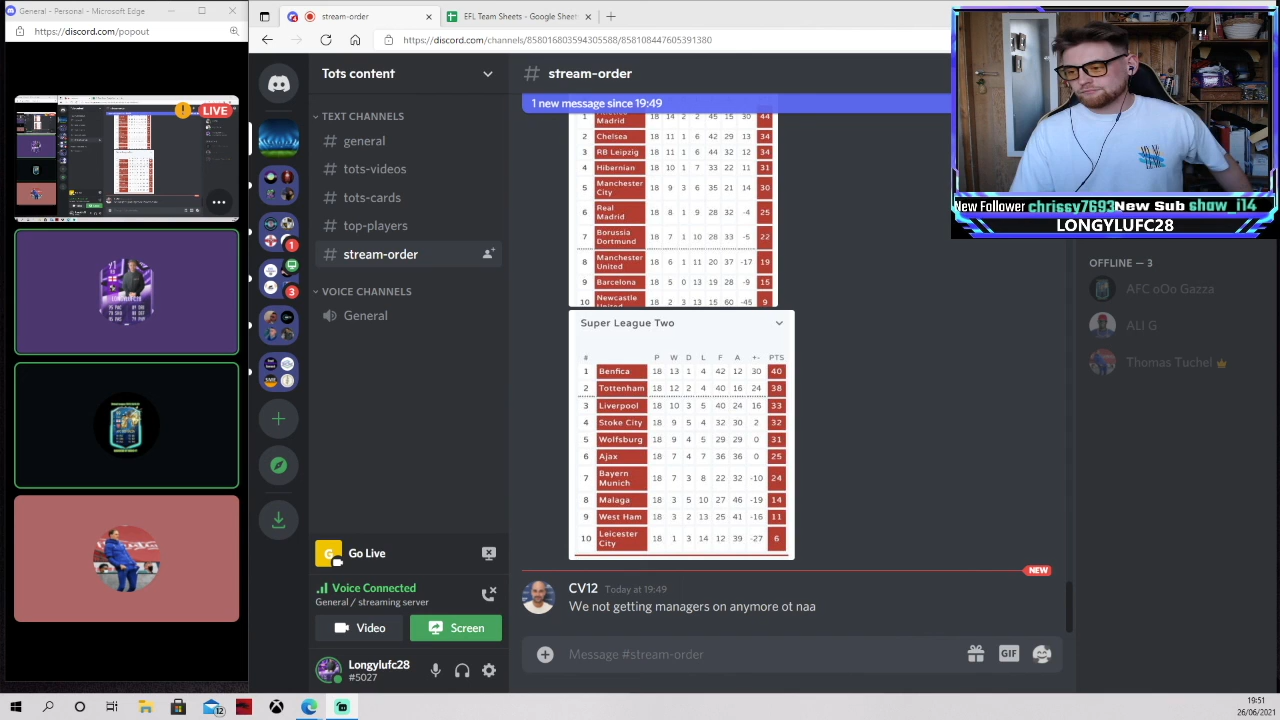 General - Personal - Microsoft Edge
https://discord.com/popout
LIVE
stream-order
EFL Team Sheets - Google Sheets
Tots content
stream-order
1 new message since 19:49
TEXT CHANNELS
general
tots-videos
tots-cards
stream-order
VOICE CHANNELS
General
1
3
Madrid 18 14 2 2 45 44
2 Chelsea 18 11 1 6 42 29 13 34
3 RB Leipzig 18 11 1 6 44 32 12 34
4 Hibernian 18 10 1 7 33 22 11 31
Manchester City 18 9 3 6 35 21 14 30
6 Real Madrid 18 8 1 9 28 32 -4 25
7 Borussia Dortmund 18 7 1 10 28 33 -5 22
8 Manchester United 18 6 1 11 20 37 -17 19
9 Barcelona 18 5 0 13 19 28 -9 15
10 Newcastle United 18 2 3 13 15 60 -45 9
Super League Two
# P W D L F A +- PTS
1 Benfica 18 13 1 4 42 12 30 40
2 Tottenham 18 12 2 4 40 16 24 38
3 Liverpool 18 10 3 5 40 24 16 33
4 Stoke City 18 9 5 4 32 30 2 32
5 Wolfsburg 18 9 4 5 29 29 0 31
6 Ajax 18 7 4 7 36 36 0 25
7 Bayern Munich 18 7 3 8 22 32 -10 24
8 Malaga 18 3 5 10 27 46 -19 14
9 West Ham 18 3 2 13 25 41 -16 11
10 Leicester City 18 1 3 14 12 39 -27 6
NEW
CV12 Today at 19:49
We not getting managers on anymore ot naa
Message #stream-order
GIF
Go Live
Voice Connected
General / streaming server
Video
Screen
Longylufc28
#5027
New Follower chrissy7693 New Sub shaw_i14
LONGYLUFC28
OFFLINE — 3
AFC oOo Gazza
ALI G
Thomas Tuchel
12
19:51
26/06/2021